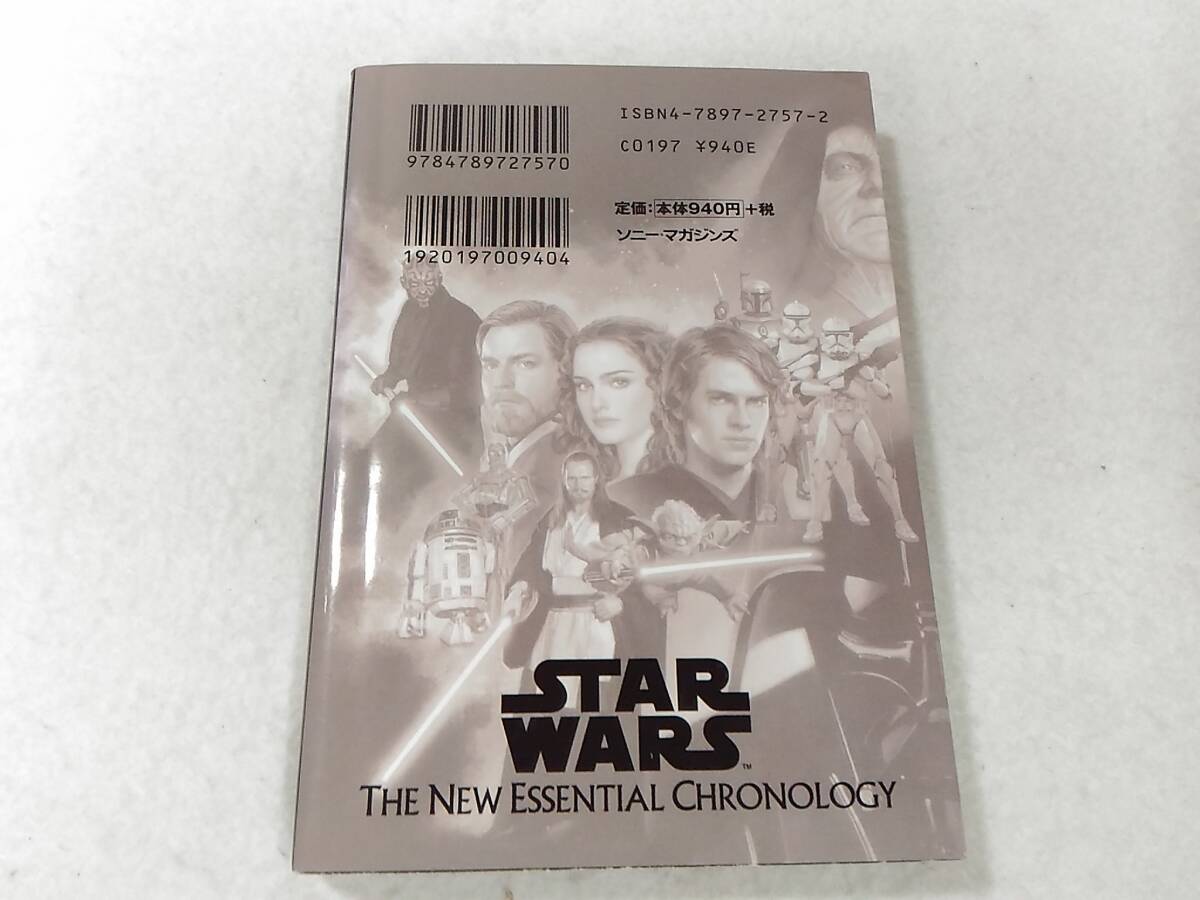 9784789727570
ISBN4-7897-2757-2
C0197 ¥940E
1920197009404
定価:本体940円+税
ソニー・マガジンズ
STAR
WARS™
THE NEW ESSENTIAL CHRONOLOGY